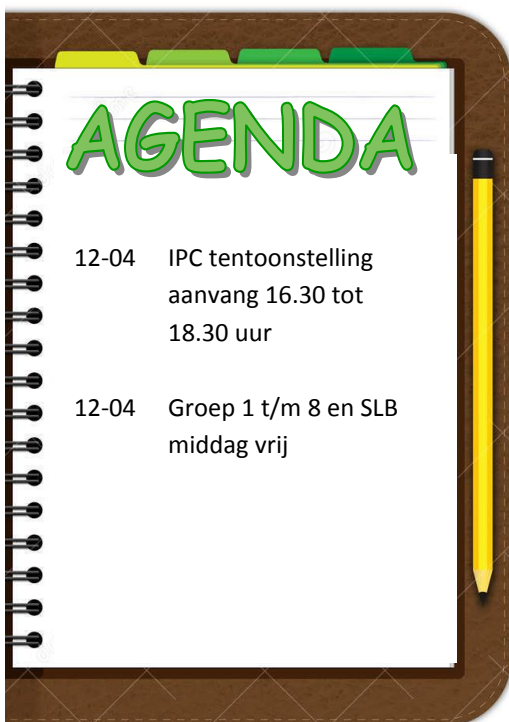 AGENDA
12-04 IPC tentoonstelling
aanvang 16.30 tot
18.30 uur
12-04 Groep 1 t/m 8 en SLB
middag vrij